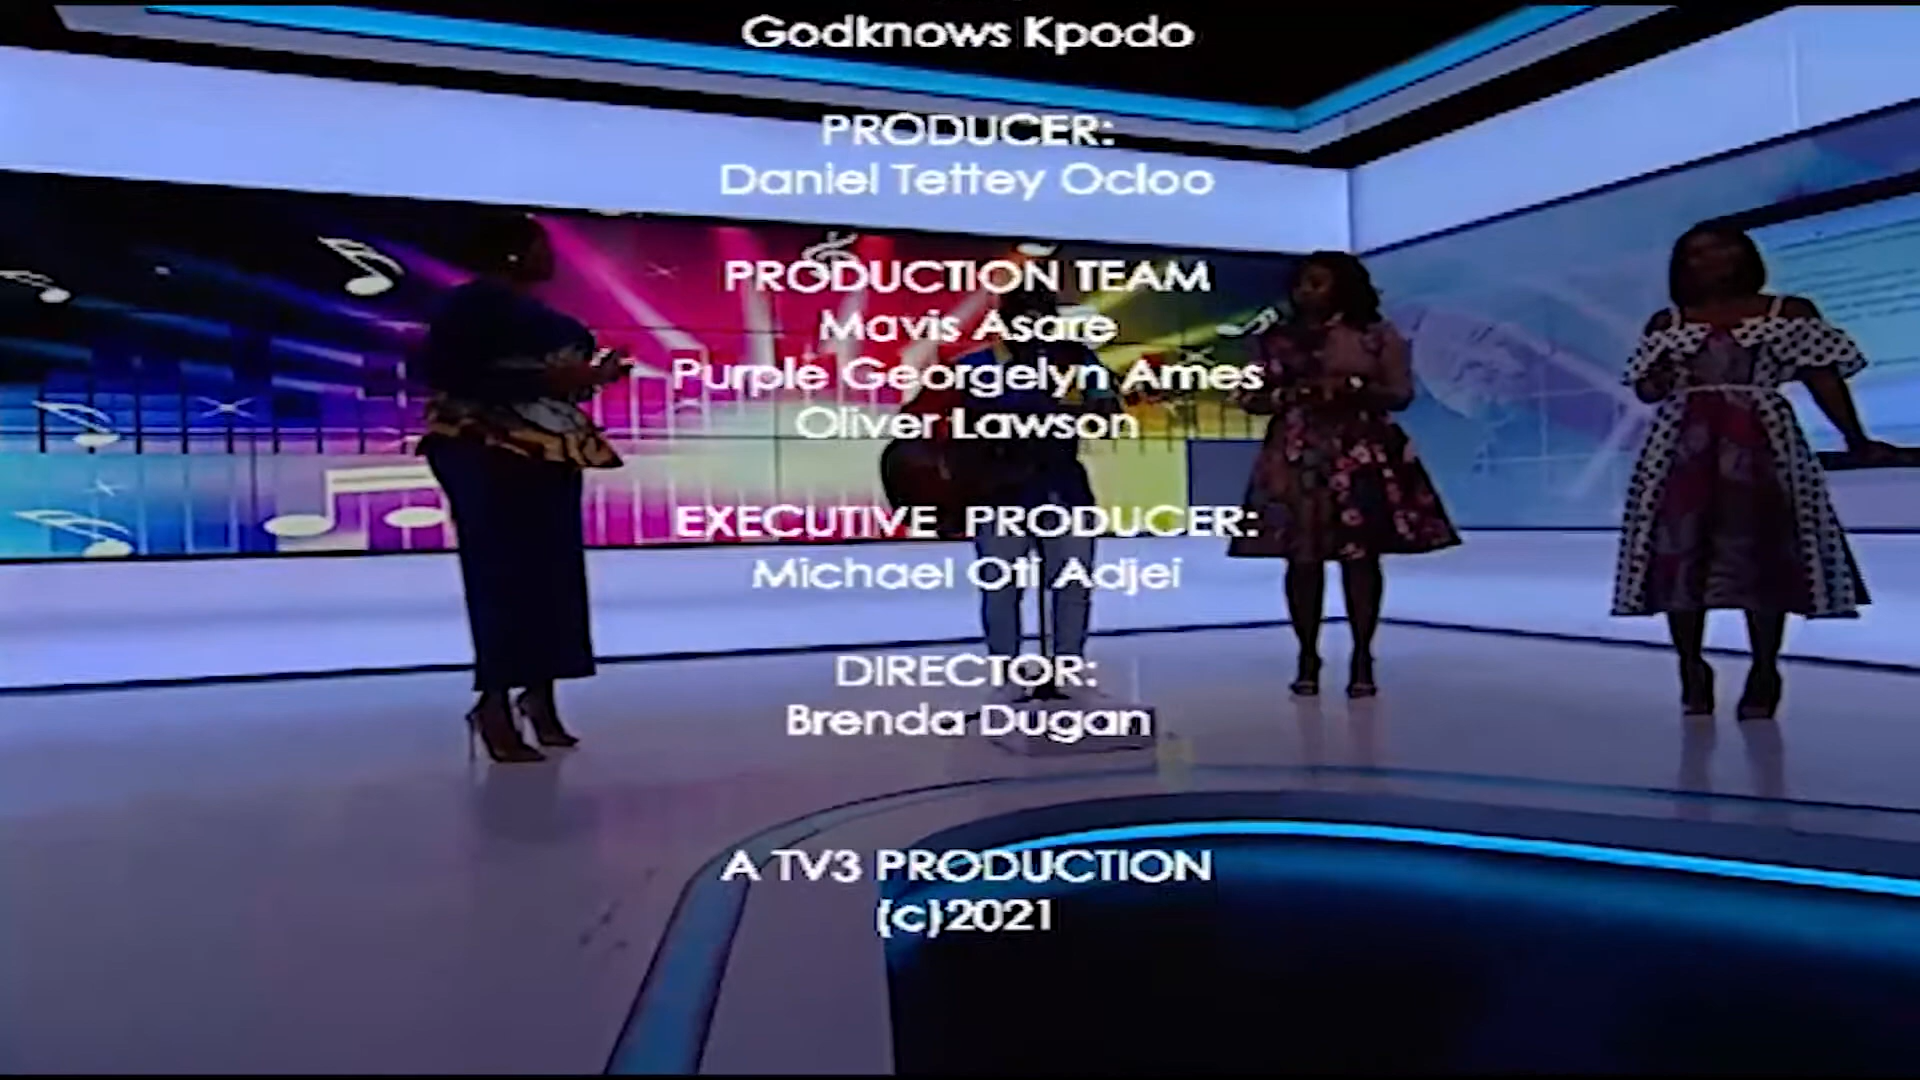 Godknows Kpodo
PRODUCER:
Daniel Tettey Ocloo
PRODUCTION TEAM
Mavis Asare
Purple Georgelyn Ames
Oliver Lawson
EXECUTIVE PRODUCER:
Michael Oti Adjei
DIRECTOR:
Brenda Dugan
A TV3 PRODUCTION
(c)2021